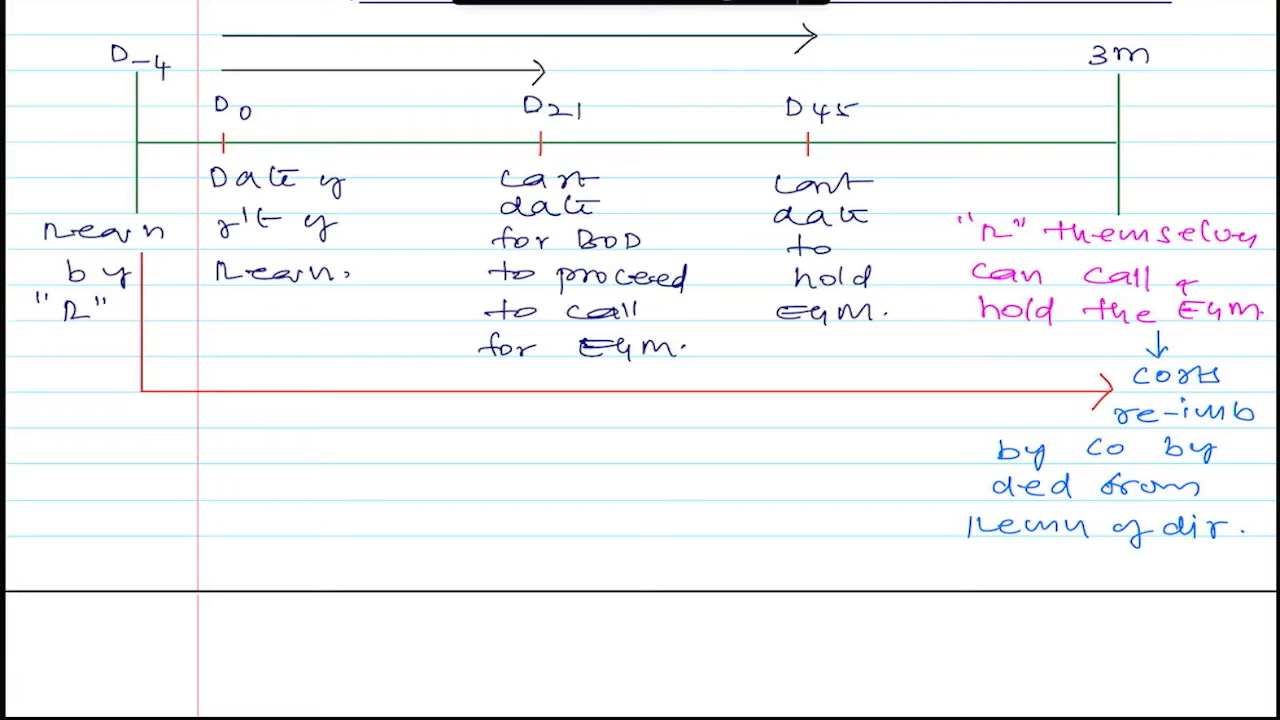 D-4
3m
D0
D21
D45
Date of
r't of
Reqn.
Last
date
for BOD
to proceed
to call
for EGM.
Last
date
to
hold
EGM.
Reqn
by
"R"
"R" themselves
can call &
hold the EGM
↓
costs
re-imb
by co by
ded from
Remn of dir.